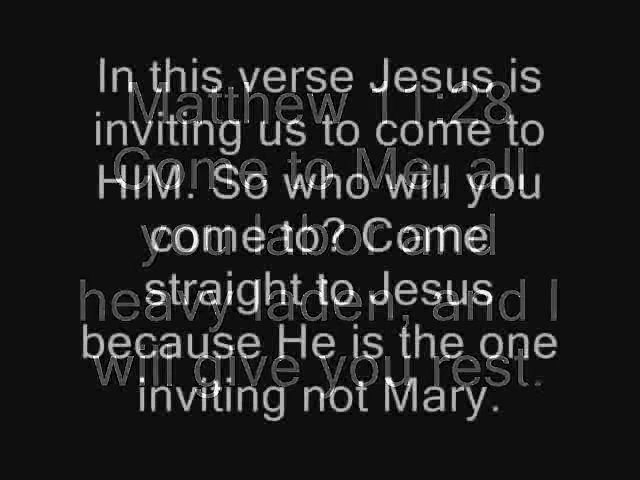 In this verse Jesus is
inviting us to come to
HIM. So who will you
come to? Come
straight to Jesus
because He is the one
inviting not Mary.
Matthew 11:28
Come to Me, all
you labor and
heavy laden, and I
will give you rest.